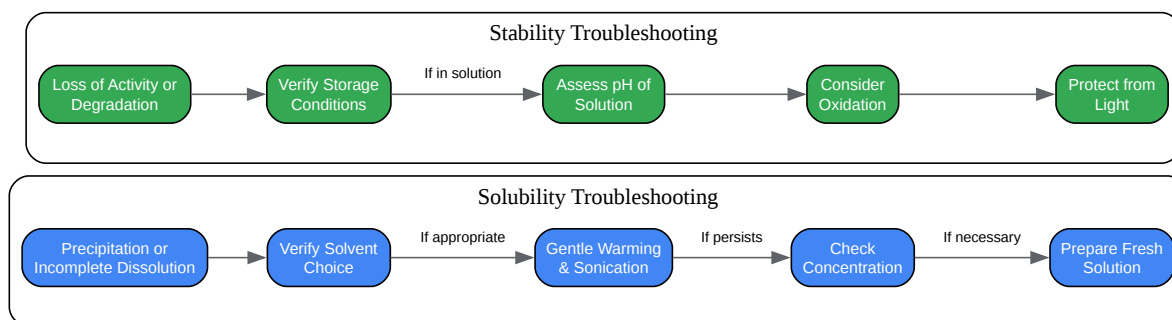 Stability Troubleshooting
Loss of Activity or
Degradation
Verify Storage
Conditions
If in solution
Assess pH of
Solution
Consider
Oxidation
Protect from
Light
Solubility Troubleshooting
Precipitation or
Incomplete Dissolution
Verify Solvent
Choice
If appropriate
Gentle Warming
& Sonication
If persists
Check
Concentration
If necessary
Prepare Fresh
Solution